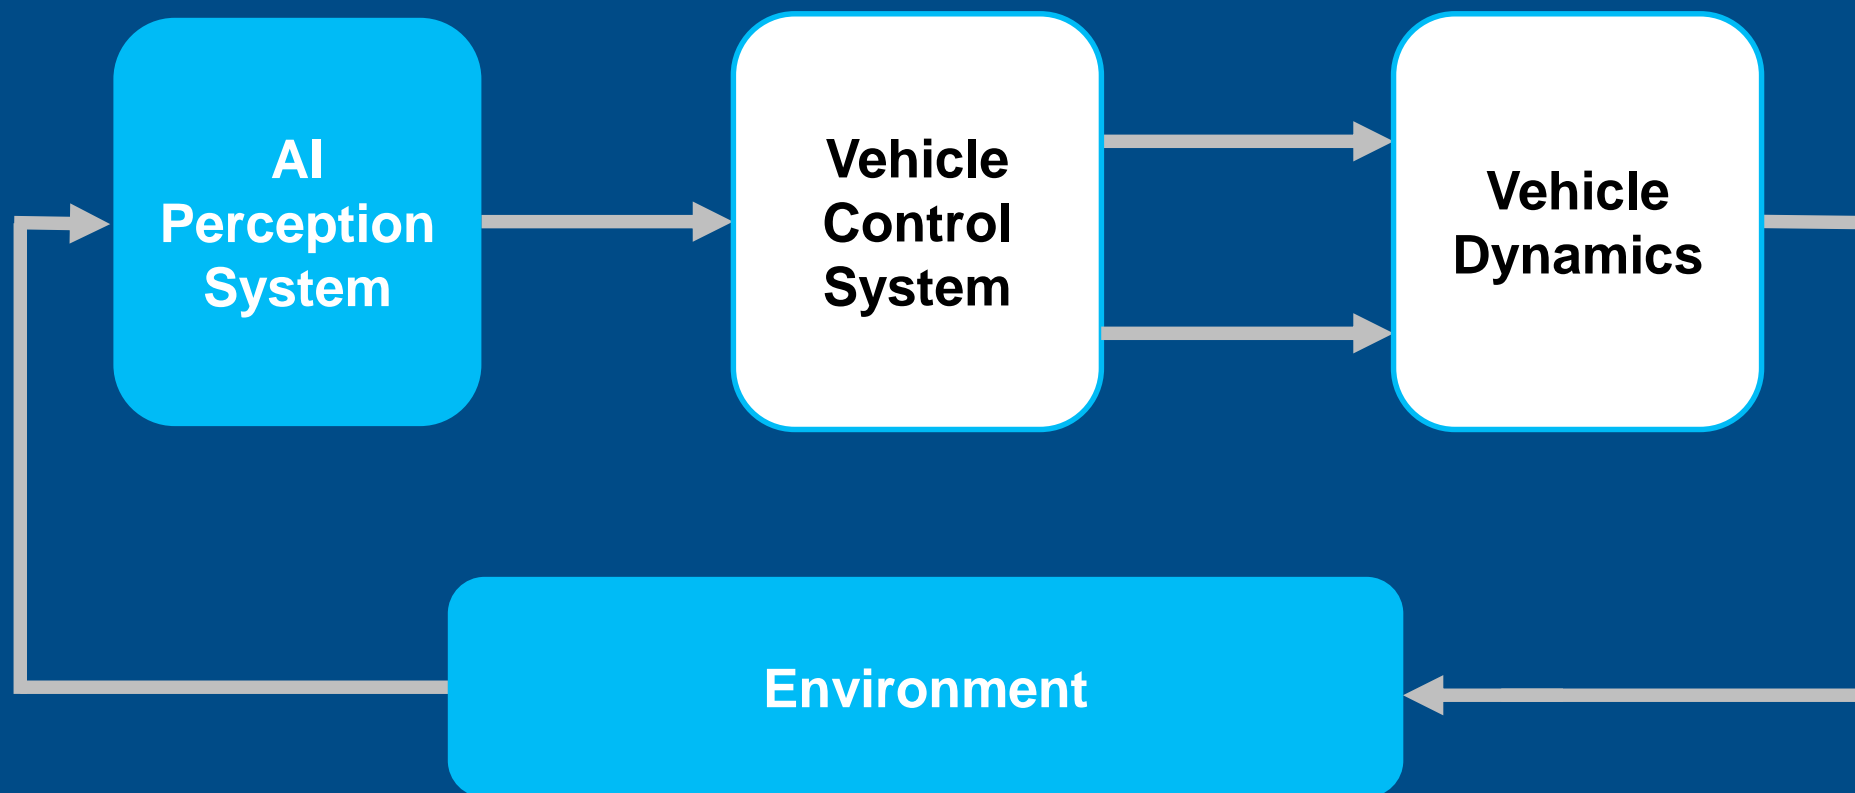 AI
Perception
System
Vehicle
Control
System
Vehicle
Dynamics
Environment